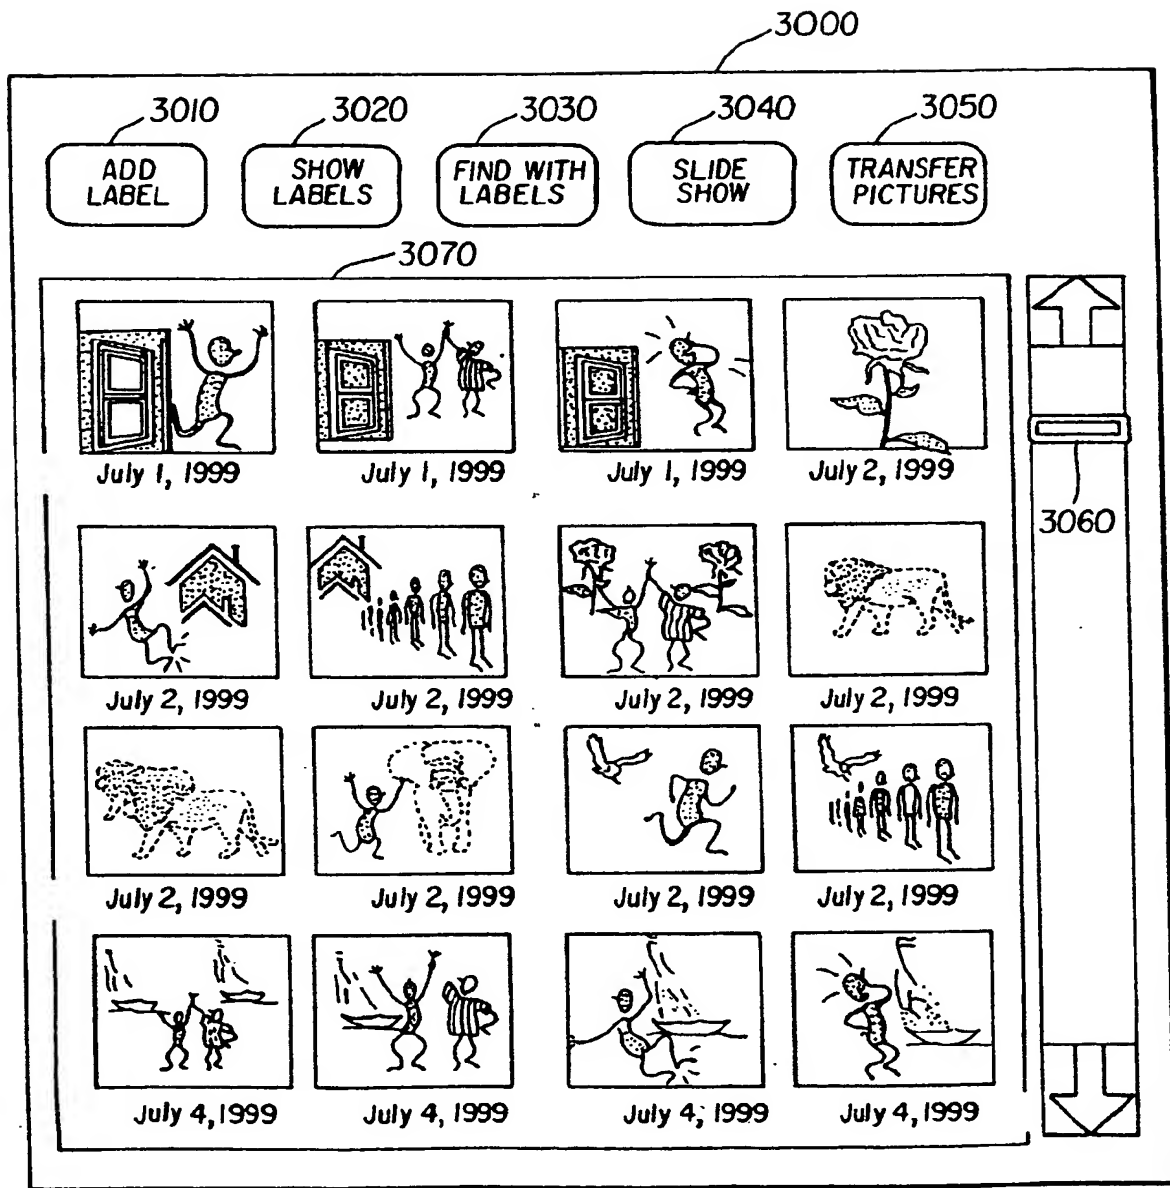 3000
3010 3020 3030 3040 3050
ADD LABEL
SHOW LABELS
FIND WITH LABELS
SLIDE SHOW
TRANSFER PICTURES
3070
July 1, 1999 July 1, 1999 July 1, 1999 July 2, 1999
3060
July 2, 1999 July 2, 1999 July 2, 1999 July 2, 1999
July 2, 1999 July 2, 1999 July 2, 1999 July 2, 1999
July 4, 1999 July 4, 1999 July 4, 1999 July 4, 1999